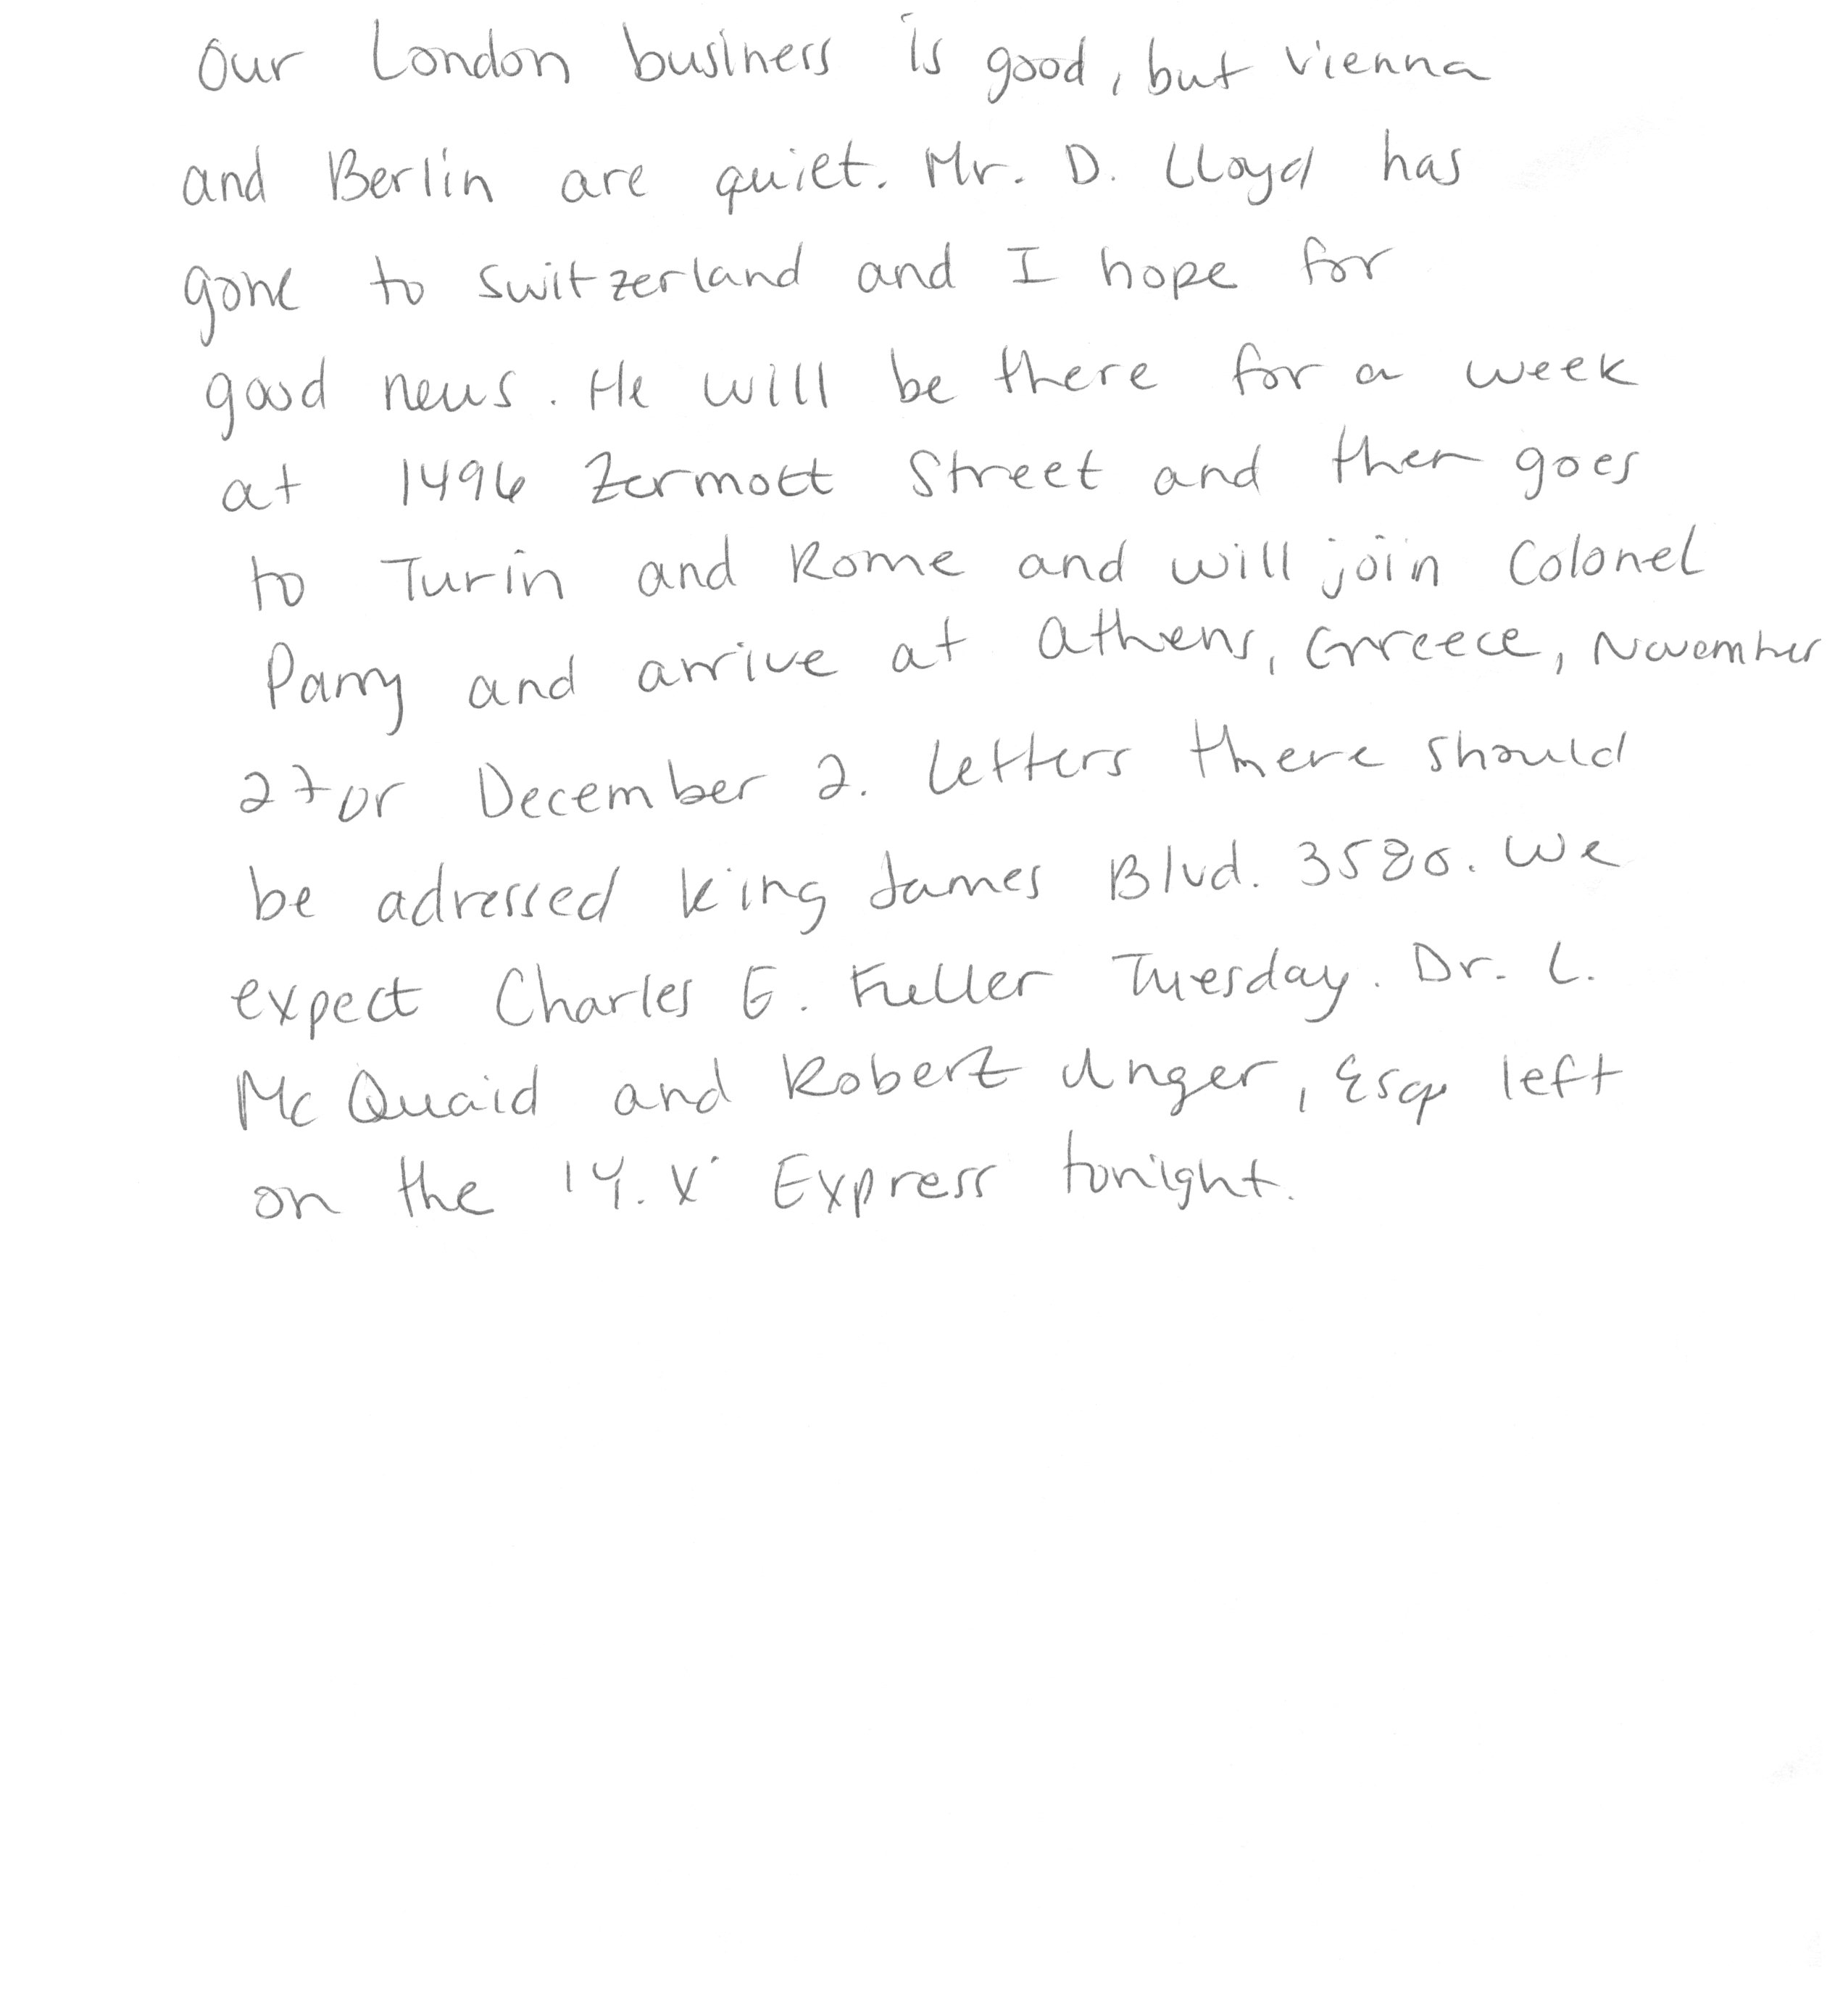 Our London business is good, but vienna
and Berlin are quiet. Mr. D. Lloyd has
gone to switzerland and I hope for
good news. He will be there for a week
at 1496 Zermott Street and then goes
to Turin and Rome and will join Colonel
Parry and arrive at Athens, Greece, November
27 or December 2. Letters there should
be adressed king James Blvd. 3580. We
expect Charles E. Fuller Tuesday. Dr. L.
McQuaid and Robert Unger, Esq left
on the Express tonight.